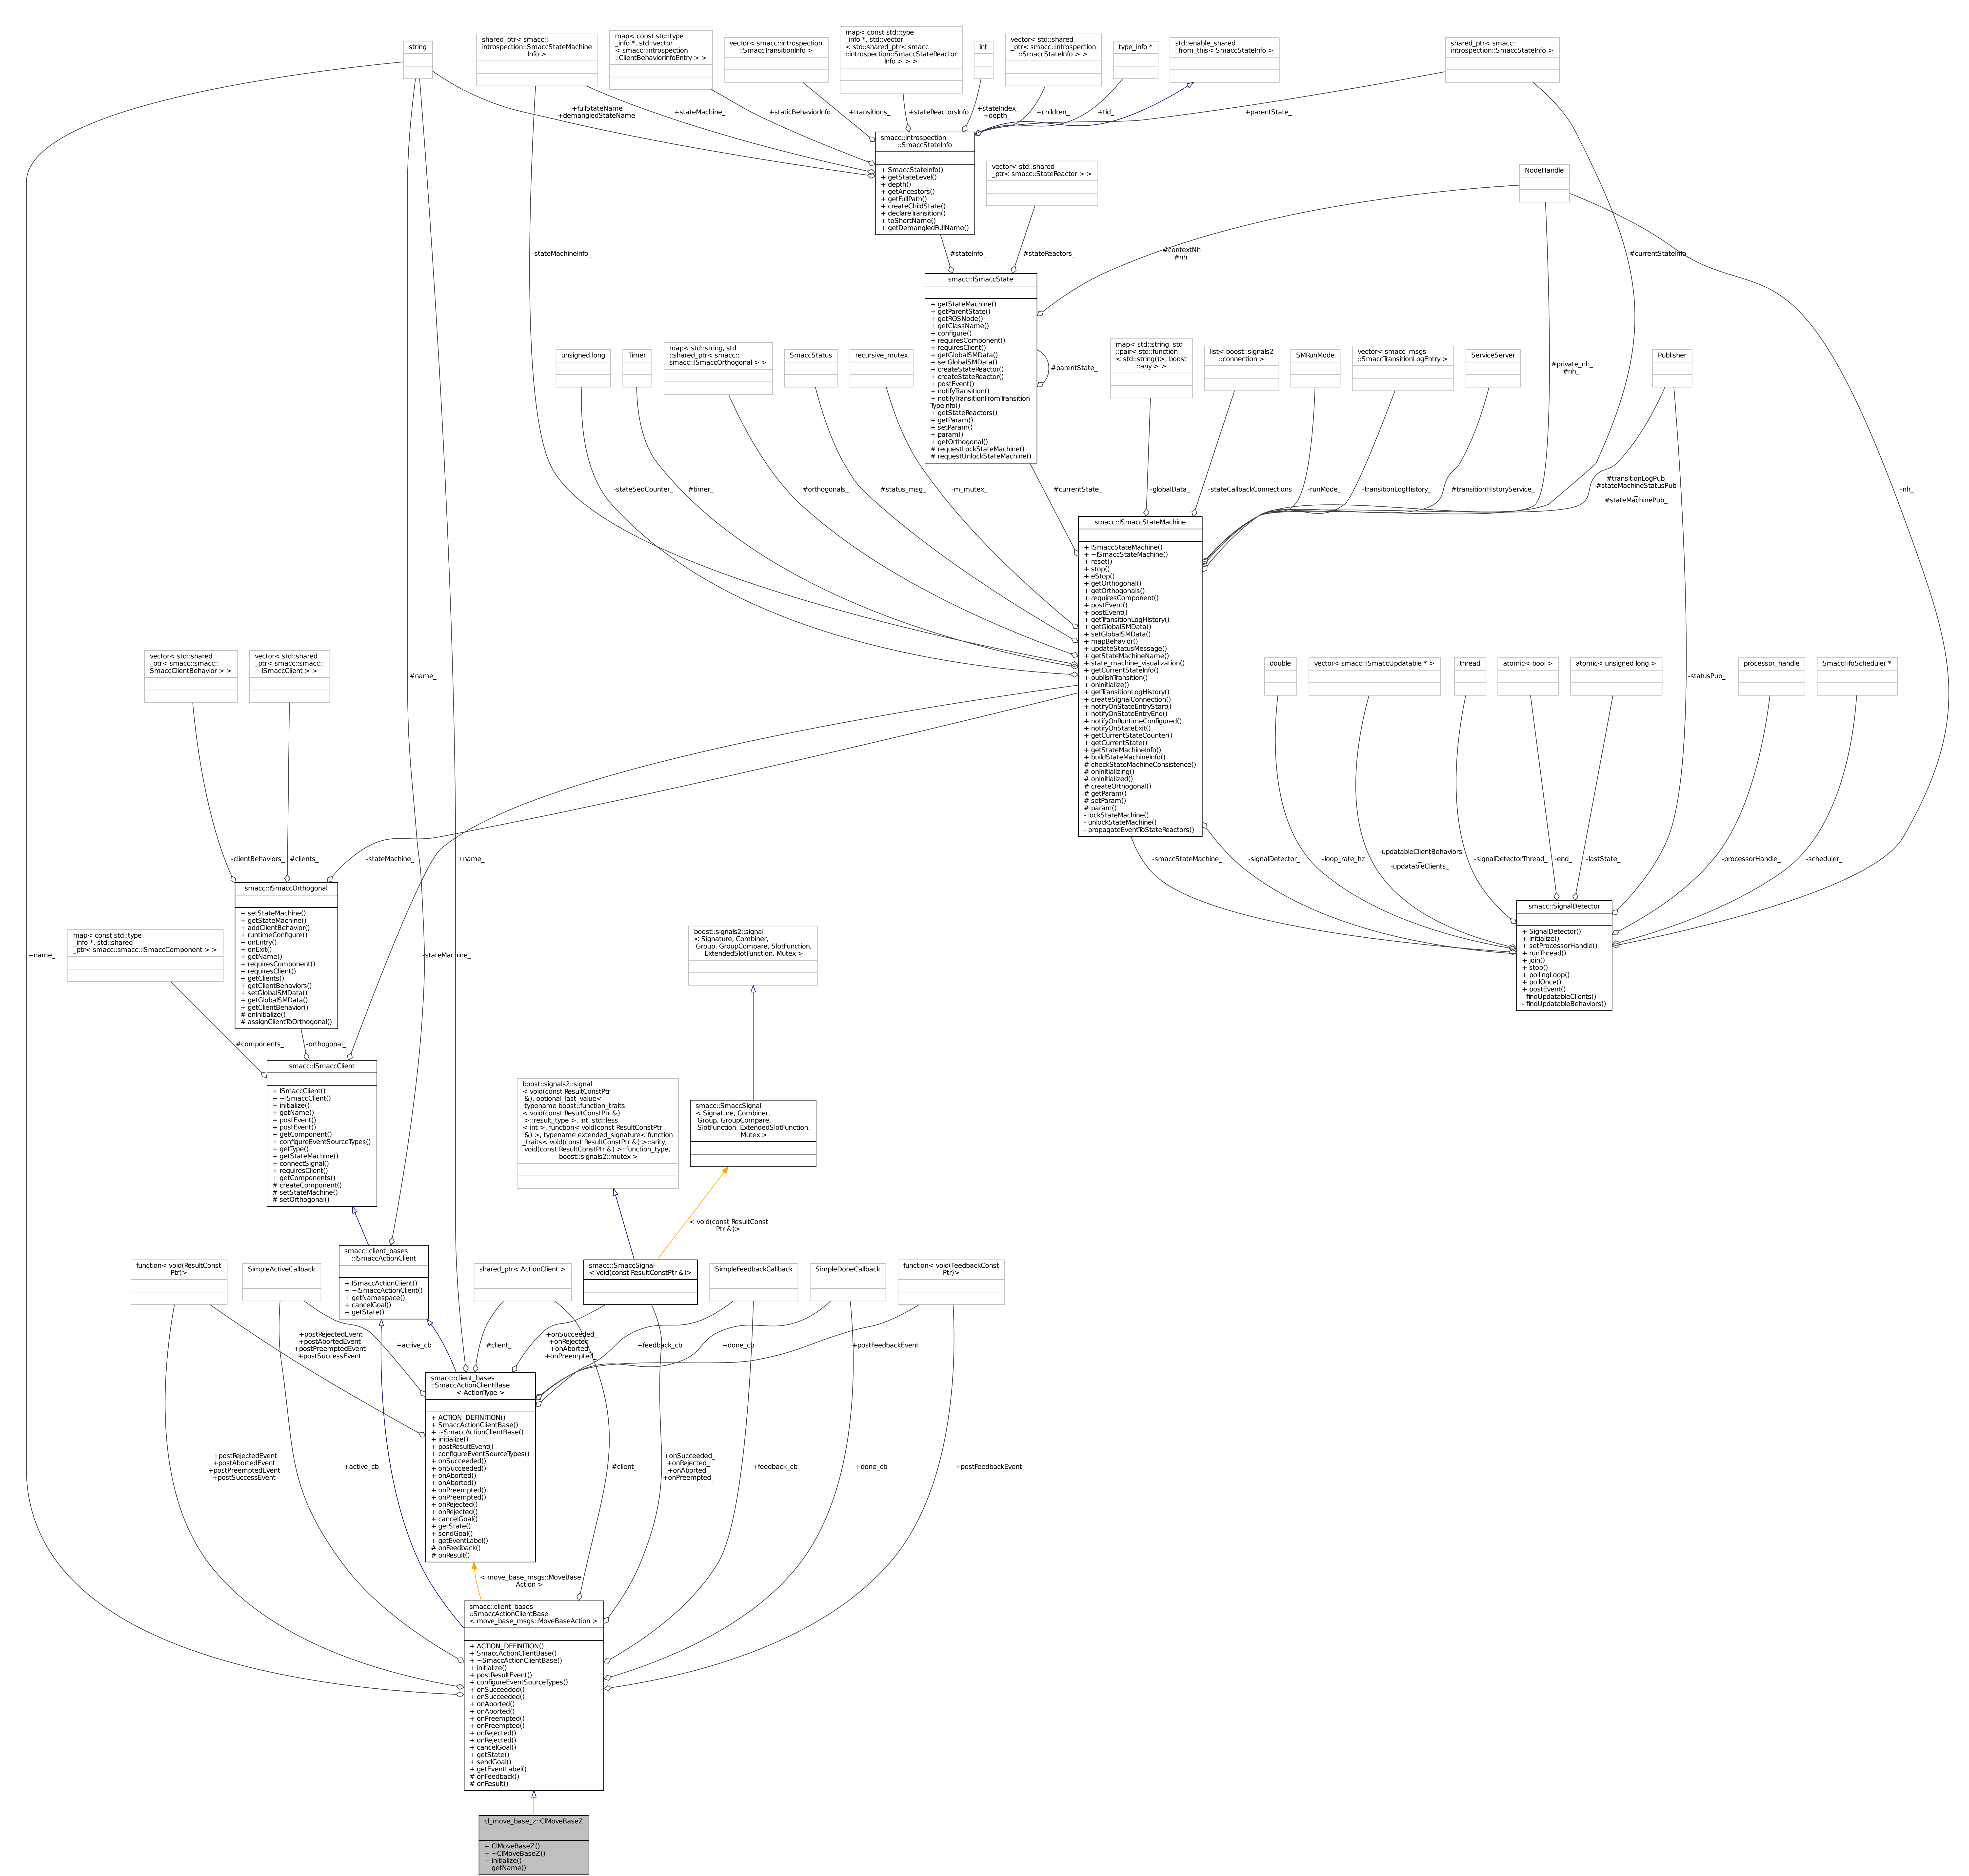 string
shared_ptr< smacc::
introspection::SmaccStateMachine
Info >
map< const std::type
_info *, std::vector
< smacc::introspection
::ClientBehaviorInfoEntry > >
vector< smacc::introspection
::SmaccTransitionInfo >
map< const std::type
_info *, std::vector
< std::shared_ptr< smacc
::introspection::SmaccStateReactor
Info > > >
int
vector< std::shared
_ptr< smacc::introspection
::SmaccStateInfo > >
type_info *
std::enable_shared
_from_this< SmaccStateInfo >
shared_ptr< smacc::
introspection::SmaccStateInfo >
+fullStateName
+demangledStateName
+stateMachine_
+staticBehaviorInfo
+transitions_
+stateReactorsInfo
+stateIndex_
+depth_
+children_
+tid_
+parentState_
smacc::introspection
::SmaccStateInfo
+ SmaccStateInfo()
+ getStateLevel()
+ depth()
+ getAncestors()
+ getFullPath()
+ createChildState()
+ declareTransition()
+ toShortName()
+ getDemangledFullName()
vector< std::shared
_ptr< smacc::StateReactor > >
NodeHandle
-stateMachineInfo_
#stateInfo_
#stateReactors_
#contextNh
#nh
#currentStateInfo_
smacc::ISmaccState
+ getStateMachine()
+ getParentState()
+ getROSNode()
+ getClassName()
+ configure()
+ requiresComponent()
+ requiresClient()
+ getGlobalSMData()
+ setGlobalSMData()
+ createStateReactor()
+ createStateReactor()
+ postEvent()
+ notifyTransition()
+ notifyTransitionFromTransition
TypeInfo()
+ getStateReactors()
+ getParam()
+ setParam()
+ param()
+ getOrthogonal()
# requestLockStateMachine()
# requestUnlockStateMachine()
#parentState_
unsigned long
Timer
map< std::string, std
::shared_ptr< smacc::
smacc::ISmaccOrthogonal > >
SmaccStatus
recursive_mutex
map< std::string, std
::pair< std::function
< std::string()>, boost
::any > >
list< boost::signals2
::connection >
SMRunMode
vector< smacc_msgs
::SmaccTransitionLogEntry >
ServiceServer
#private_nh_
#nh_
Publisher
-stateSeqCounter_
#timer_
#orthogonals_
#status_msg_
-m_mutex_
#currentState_
-globalData_
-stateCallbackConnections
-runMode_
-transitionLogHistory_
#transitionHistoryService_
#transitionLogPub_
#stateMachineStatusPub
_
#stateMachinePub_
-nh_
smacc::ISmaccStateMachine
+ ISmaccStateMachine()
+ ~ISmaccStateMachine()
+ reset()
+ stop()
+ eStop()
+ getOrthogonal()
+ getOrthogonals()
+ requiresComponent()
+ postEvent()
+ postEvent()
+ getTransitionLogHistory()
+ getGlobalSMData()
+ setGlobalSMData()
+ mapBehavior()
+ updateStatusMessage()
+ getStateMachineName()
+ state_machine_visualization()
+ getCurrentStateInfo()
+ publishTransition()
+ onInitialize()
+ getTransitionLogHistory()
+ createSignalConnection()
+ notifyOnStateEntryStart()
+ notifyOnStateEntryEnd()
+ notifyOnRuntimeConfigured()
+ notifyOnStateExit()
+ getCurrentStateCounter()
+ getCurrentState()
+ getStateMachineInfo()
+ buildStateMachineInfo()
# checkStateMachineConsistence()
# onInitializing()
# onInitialized()
# createOrthogonal()
# getParam()
# setParam()
# param()
- lockStateMachine()
- unlockStateMachine()
- propagateEventToStateReactors()
#name_
vector< std::shared
_ptr< smacc::smacc::
SmaccClientBehavior > >
vector< std::shared
_ptr< smacc::smacc::
ISmaccClient > >
double
vector< smacc::ISmaccUpdatable * >
thread
atomic< bool >
atomic< unsigned long >
processor_handle
SmaccFifoScheduler *
-statusPub_
-clientBehaviors_
#clients_
-stateMachine_
+name_
-smaccStateMachine_
-signalDetector_
-loop_rate_hz
-updatableClientBehaviors
_
-updatableClients_
-signalDetectorThread_
-end_
-lastState_
-processorHandle_
-scheduler_
smacc::ISmaccOrthogonal
+ setStateMachine()
+ getStateMachine()
+ addClientBehavior()
+ runtimeConfigure()
+ onEntry()
+ onExit()
+ getName()
+ requiresComponent()
+ requiresClient()
+ getClients()
+ getClientBehaviors()
+ setGlobalSMData()
+ getGlobalSMData()
+ getClientBehavior()
# onInitialize()
# assignClientToOrthogonal()
smacc::SignalDetector
+ SignalDetector()
+ initialize()
+ setProcessorHandle()
+ runThread()
+ join()
+ stop()
+ pollingLoop()
+ pollOnce()
+ postEvent()
- findUpdatableClients()
- findUpdatableBehaviors()
map< const std::type
_info *, std::shared
_ptr< smacc::smacc::ISmaccComponent > >
+name_
-stateMachine_
boost::signals2::signal
< Signature, Combiner,
Group, GroupCompare, SlotFunction,
ExtendedSlotFunction, Mutex >
#components_
-orthogonal_
smacc::ISmaccClient
+ ISmaccClient()
+ ~ISmaccClient()
+ initialize()
+ getName()
+ postEvent()
+ postEvent()
+ getComponent()
+ configureEventSourceTypes()
+ getType()
+ getStateMachine()
+ connectSignal()
+ requiresClient()
+ getComponents()
# createComponent()
# setStateMachine()
# setOrthogonal()
boost::signals2::signal
< void(const ResultConstPtr
&), optional_last_value<
typename boost::function_traits
< void(const ResultConstPtr &)
>::result_type >, int, std::less
< int >, function< void(const ResultConstPtr
&) >, typename extended_signature< function
_traits< void(const ResultConstPtr &) >::arity,
void(const ResultConstPtr &) >::function_type,
boost::signals2::mutex >
smacc::SmaccSignal
< Signature, Combiner,
Group, GroupCompare,
SlotFunction, ExtendedSlotFunction,
Mutex >
< void(const ResultConst
Ptr &)>
function< void(ResultConst
Ptr)>
SimpleActiveCallback
smacc::client_bases
::ISmaccActionClient
+ ISmaccActionClient()
+ ~ISmaccActionClient()
+ getNamespace()
+ cancelGoal()
+ getState()
shared_ptr< ActionClient >
smacc::SmaccSignal
< void(const ResultConstPtr &)>
SimpleFeedbackCallback
SimpleDoneCallback
function< void(FeedbackConst
Ptr)>
+postRejectedEvent
+postAbortedEvent
+postPreemptedEvent
+postSuccessEvent
+active_cb
#client_
+onSucceeded_
+onRejected_
+onAborted_
+onPreempted_
+feedback_cb
+done_cb
+postFeedbackEvent
smacc::client_bases
::SmaccActionClientBase
< ActionType >
+ ACTION_DEFINITION()
+ SmaccActionClientBase()
+ ~SmaccActionClientBase()
+ initialize()
+ postResultEvent()
+ configureEventSourceTypes()
+ onSucceeded()
+ onSucceeded()
+ onAborted()
+ onAborted()
+ onPreempted()
+ onPreempted()
+ onRejected()
+ onRejected()
+ cancelGoal()
+ getState()
+ sendGoal()
+ getEventLabel()
# onFeedback()
# onResult()
+postRejectedEvent
+postAbortedEvent
+postPreemptedEvent
+postSuccessEvent
+active_cb
#client_
+onSucceeded_
+onRejected_
+onAborted_
+onPreempted_
+feedback_cb
+done_cb
+postFeedbackEvent
< move_base_msgs::MoveBase
Action >
smacc::client_bases
::SmaccActionClientBase
< move_base_msgs::MoveBaseAction >
+ ACTION_DEFINITION()
+ SmaccActionClientBase()
+ ~SmaccActionClientBase()
+ initialize()
+ postResultEvent()
+ configureEventSourceTypes()
+ onSucceeded()
+ onSucceeded()
+ onAborted()
+ onAborted()
+ onPreempted()
+ onPreempted()
+ onRejected()
+ onRejected()
+ cancelGoal()
+ getState()
+ sendGoal()
+ getEventLabel()
# onFeedback()
# onResult()
cl_move_base_z::ClMoveBaseZ
+ ClMoveBaseZ()
+ ~ClMoveBaseZ()
+ initialize()
+ getName()